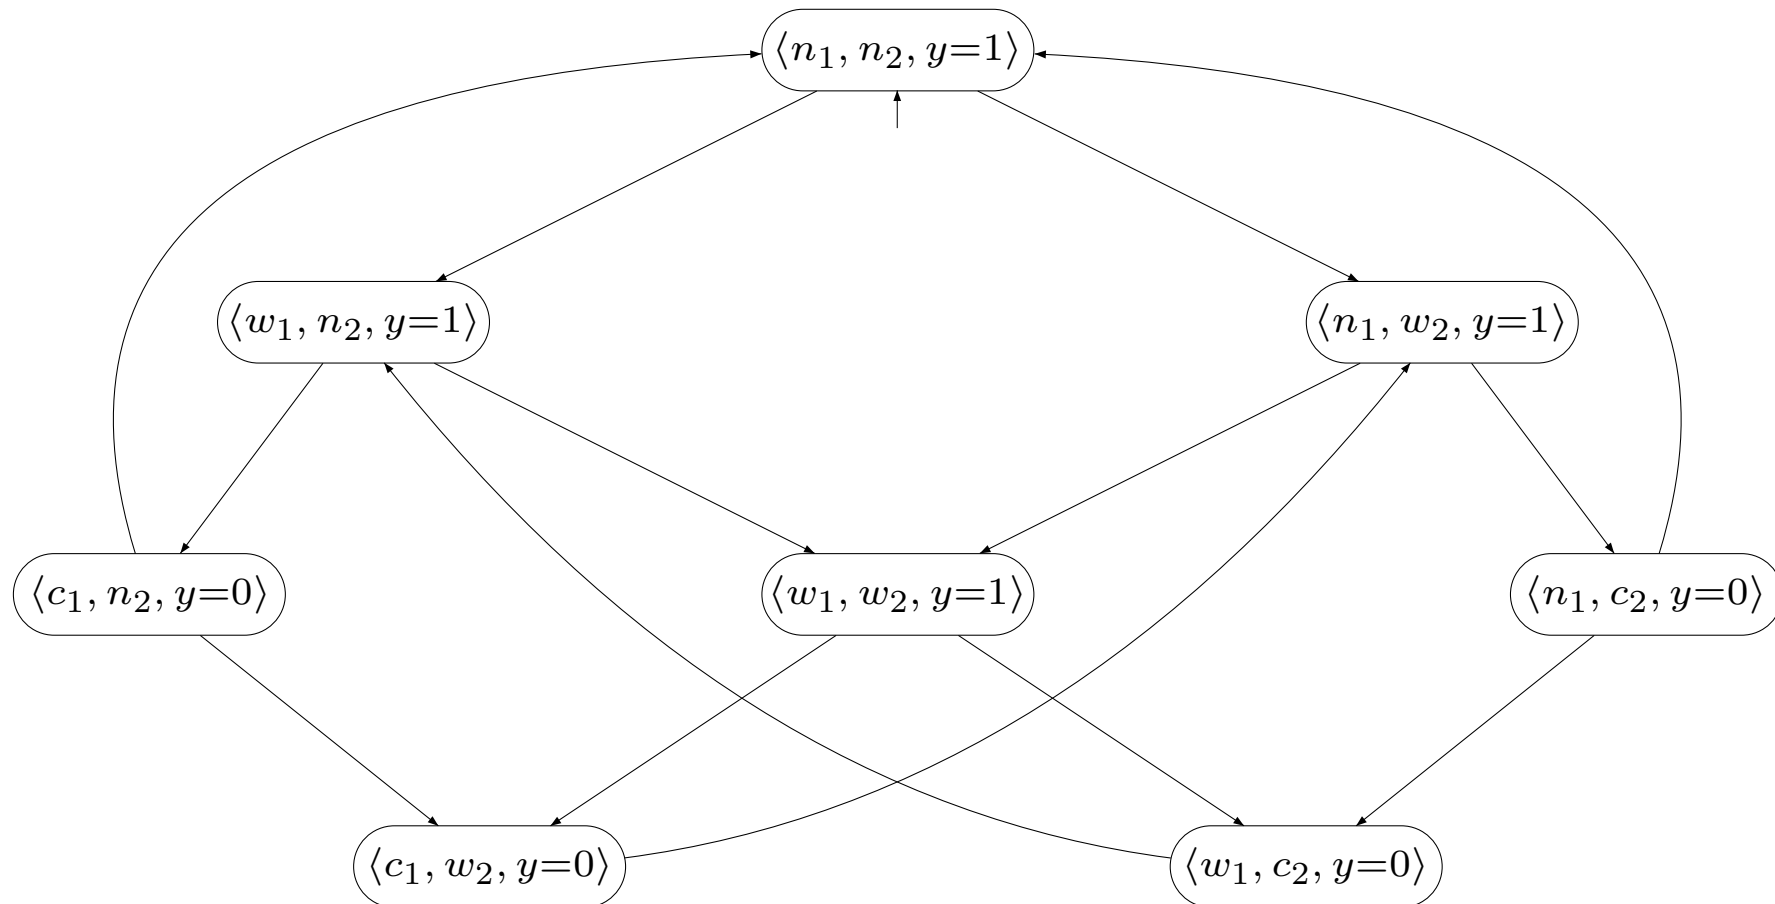 ⟨n₁, n₂, y=1⟩
⟨w₁, n₂, y=1⟩
⟨n₁, w₂, y=1⟩
⟨c₁, n₂, y=0⟩
⟨w₁, w₂, y=1⟩
⟨n₁, c₂, y=0⟩
⟨c₁, w₂, y=0⟩
⟨w₁, c₂, y=0⟩